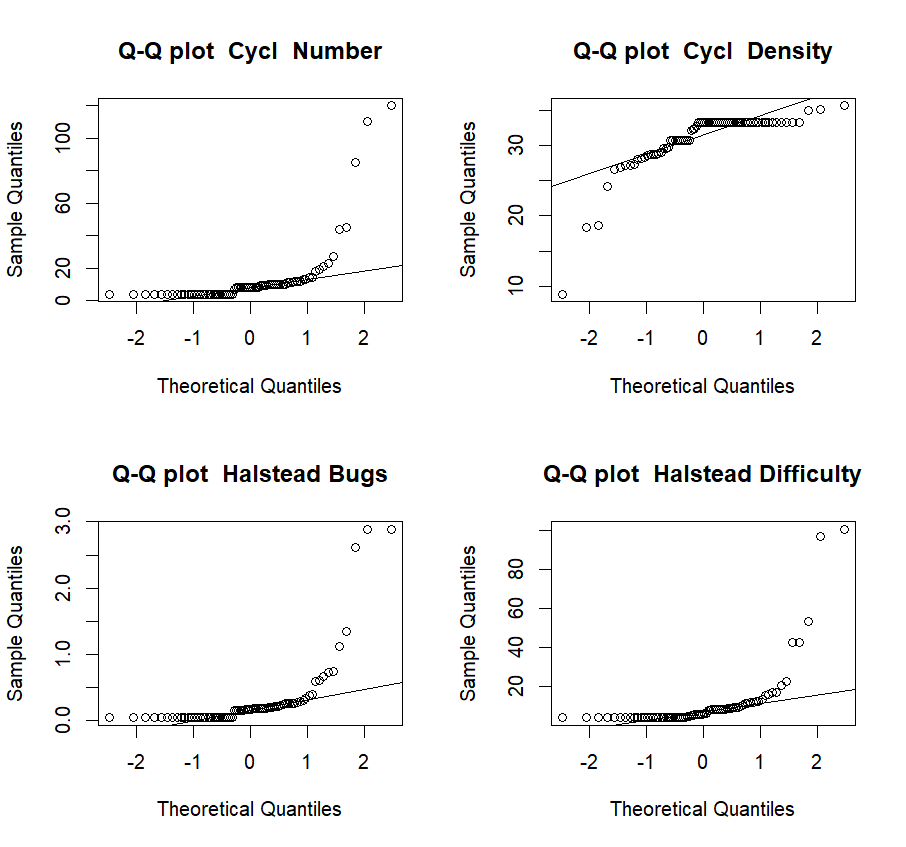 Q-Q plot  Cycl  Number
Sample Quantiles
0 20 60 100
-2 -1 0 1 2
Theoretical Quantiles
Q-Q plot  Cycl  Density
Sample Quantiles
10 20 30
-2 -1 0 1 2
Theoretical Quantiles
Q-Q plot  Halstead Bugs
Sample Quantiles
0.0 1.0 2.0 3.0
-2 -1 0 1 2
Theoretical Quantiles
Q-Q plot  Halstead Difficulty
Sample Quantiles
20 40 60 80
-2 -1 0 1 2
Theoretical Quantiles